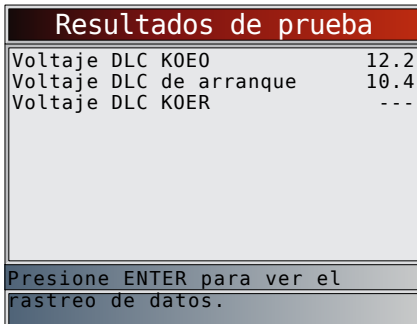 Resultados de prueba
Voltaje DLC KOEO 12.2
Voltaje DLC de arranque 10.4
Voltaje DLC KOER ---
Presione ENTER para ver el
rastreo de datos.